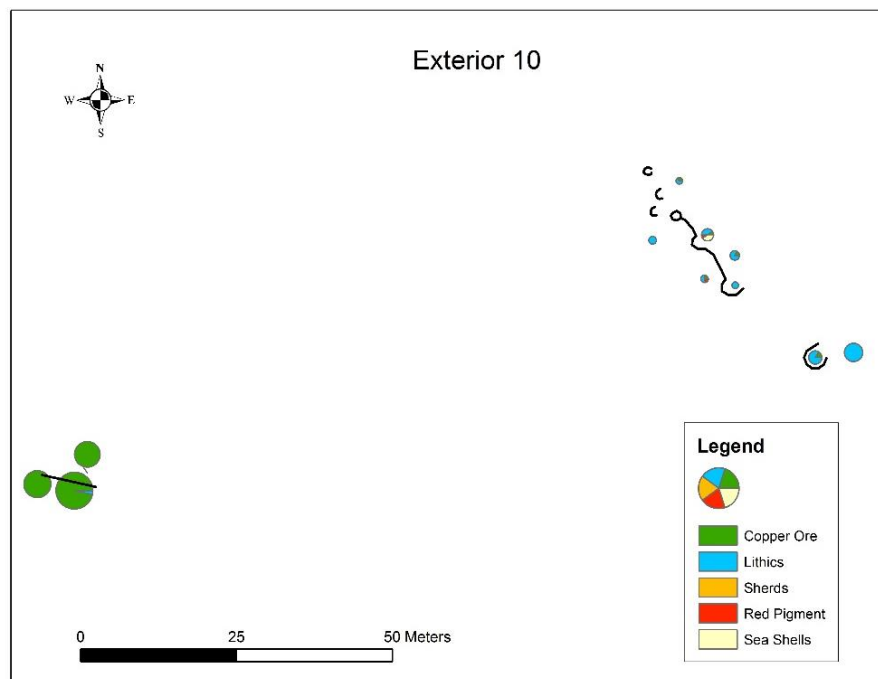 Exterior 10
N
W E
S
Legend
Copper Ore
Lithics
Sherds
Red Pigment
Sea Shells
0 25 50 Meters